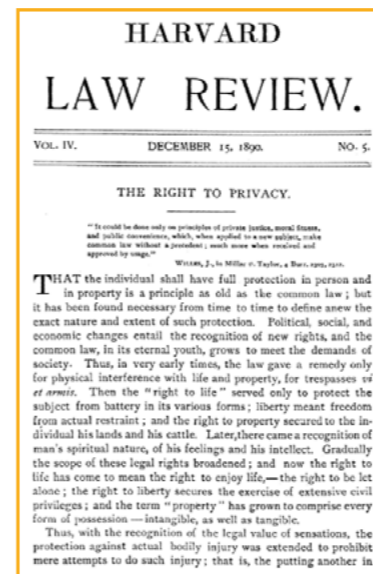 HARVARD
LAW REVIEW.
VOL. IV. DECEMBER 15, 1890. NO. 5.
THE RIGHT TO PRIVACY.
"It could be done only on principles of private justice, moral fitness,
and public convenience, which, when applied to a new subject, make
common law without a precedent; much more when received and
approved by usage."
WILLES, J., in Millar v. Taylor, 4 Burr. 2303, 2312.
THAT the individual shall have full protection in person and
in property is a principle as old as the common law; but
it has been found necessary from time to time to define anew the
exact nature and extent of such protection. Political, social, and
economic changes entail the recognition of new rights, and the
common law, in its eternal youth, grows to meet the demands of
society. Thus, in very early times, the law gave a remedy only
for physical interference with life and property, for trespasses vi
et armis. Then the "right to life" served only to protect the
subject from battery in its various forms; liberty meant freedom
from actual restraint; and the right to property secured to the in-
dividual his lands and his cattle. Later, there came a recognition of
man's spiritual nature, of his feelings and his intellect. Gradually
the scope of these legal rights broadened; and now the right to
life has come to mean the right to enjoy life,—the right to be let
alone; the right to liberty secures the exercise of extensive civil
privileges; and the term "property" has grown to comprise every
form of possession — intangible, as well as tangible.
Thus, with the recognition of the legal value of sensations, the
protection against actual bodily injury was extended to prohibit
mere attempts to do such injury; that is, the putting another in